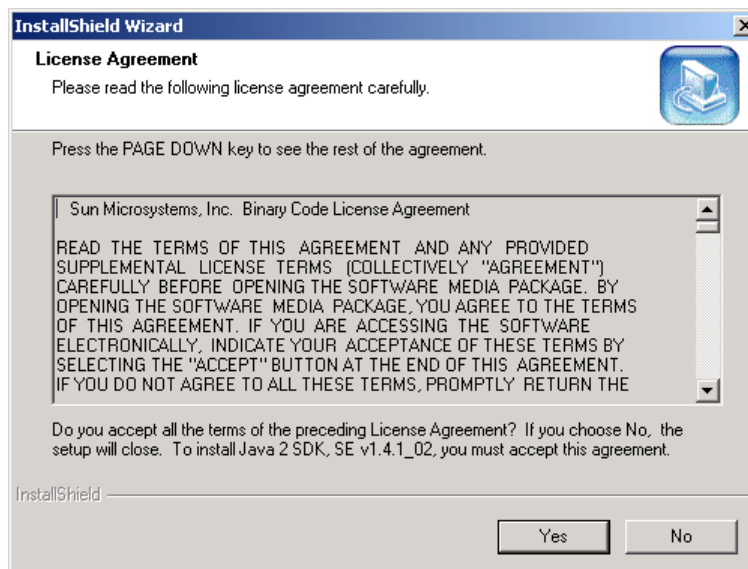 InstallShield Wizard
License Agreement
Please read the following license agreement carefully.
Press the PAGE DOWN key to see the rest of the agreement.
Sun Microsystems, Inc. Binary Code License Agreement
READ THE TERMS OF THIS AGREEMENT AND ANY PROVIDED
SUPPLEMENTAL LICENSE TERMS (COLLECTIVELY "AGREEMENT")
CAREFULLY BEFORE OPENING THE SOFTWARE MEDIA PACKAGE. BY
OPENING THE SOFTWARE MEDIA PACKAGE, YOU AGREE TO THE TERMS
OF THIS AGREEMENT. IF YOU ARE ACCESSING THE SOFTWARE
ELECTRONICALLY, INDICATE YOUR ACCEPTANCE OF THESE TERMS BY
SELECTING THE "ACCEPT" BUTTON AT THE END OF THIS AGREEMENT.
IF YOU DO NOT AGREE TO ALL THESE TERMS, PROMPTLY RETURN THE
Do you accept all the terms of the preceding License Agreement? If you choose No, the
setup will close. To install Java 2 SDK, SE v1.4.1_02, you must accept this agreement.
InstallShield
Yes
No